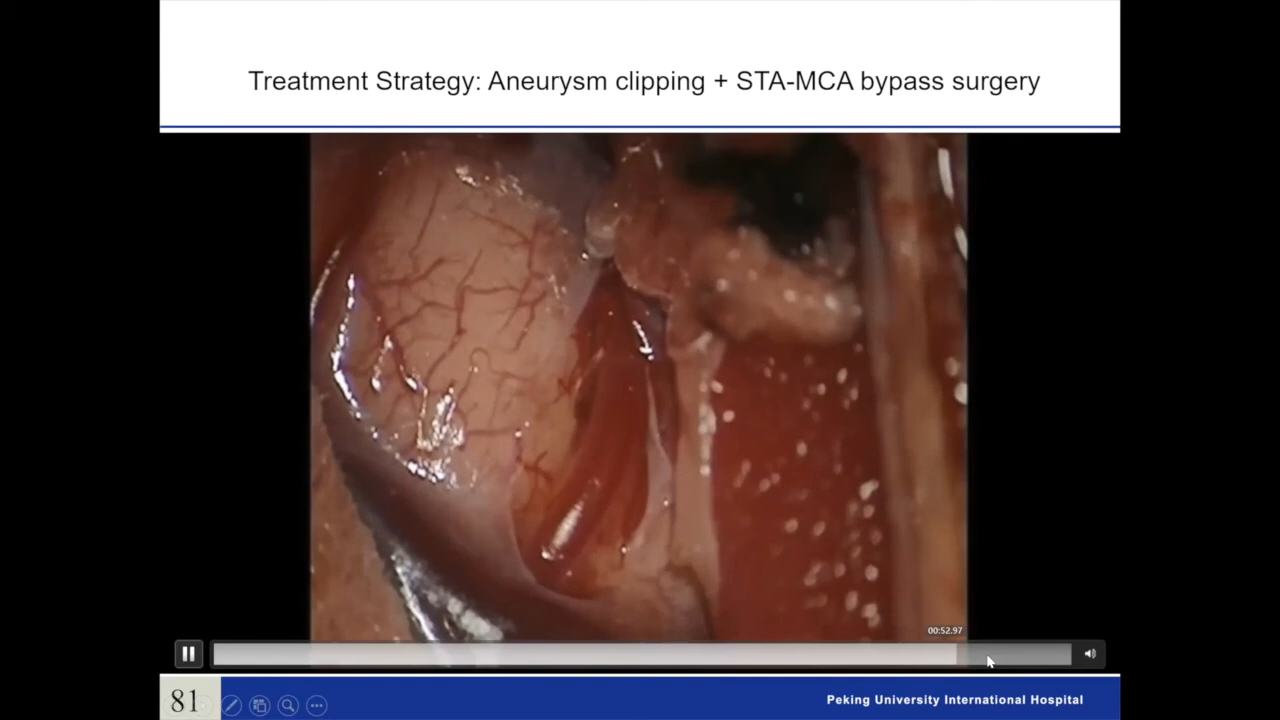 Treatment Strategy: Aneurysm clipping + STA-MCA bypass surgery
00:52.97
81
Peking University International Hospital